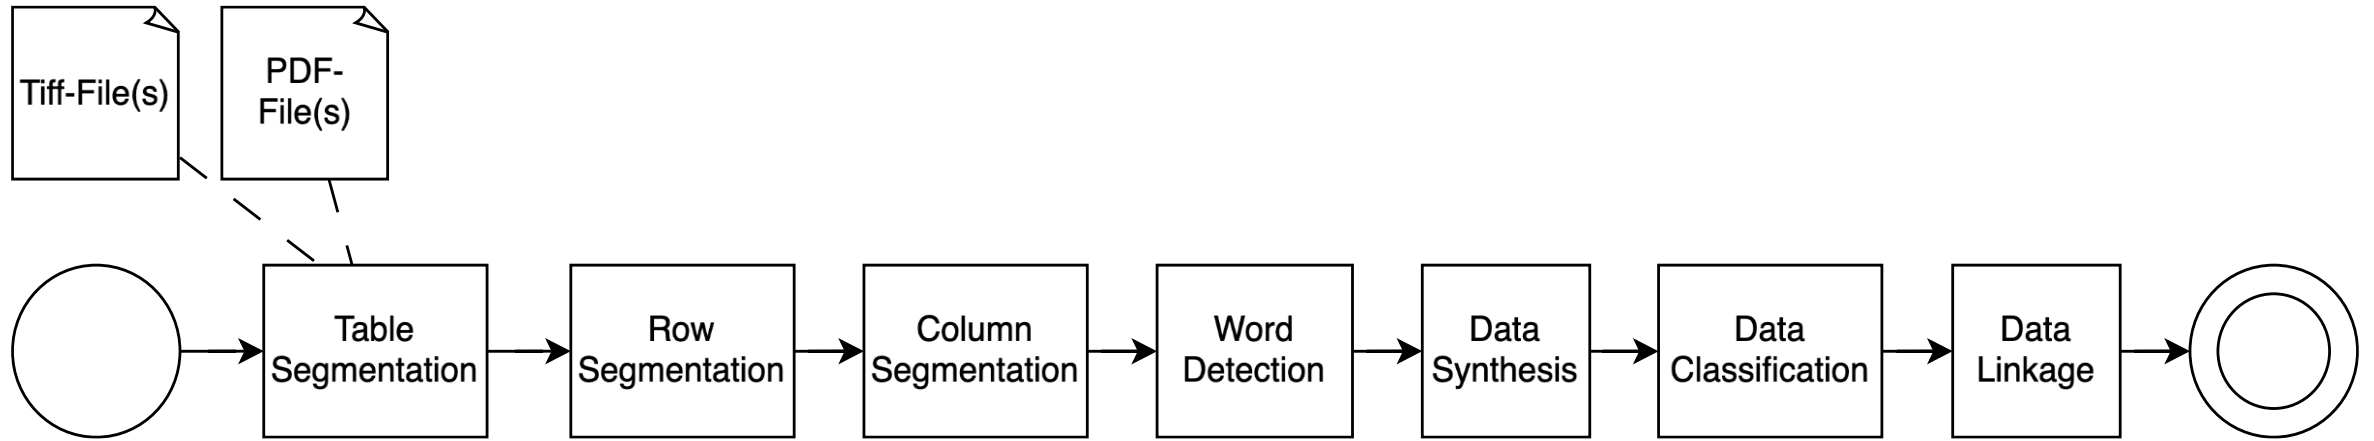 Tiff-File(s)
PDF-
File(s)
Table
Segmentation
Row
Segmentation
Column
Segmentation
Word
Detection
Data
Synthesis
Data
Classification
Data
Linkage